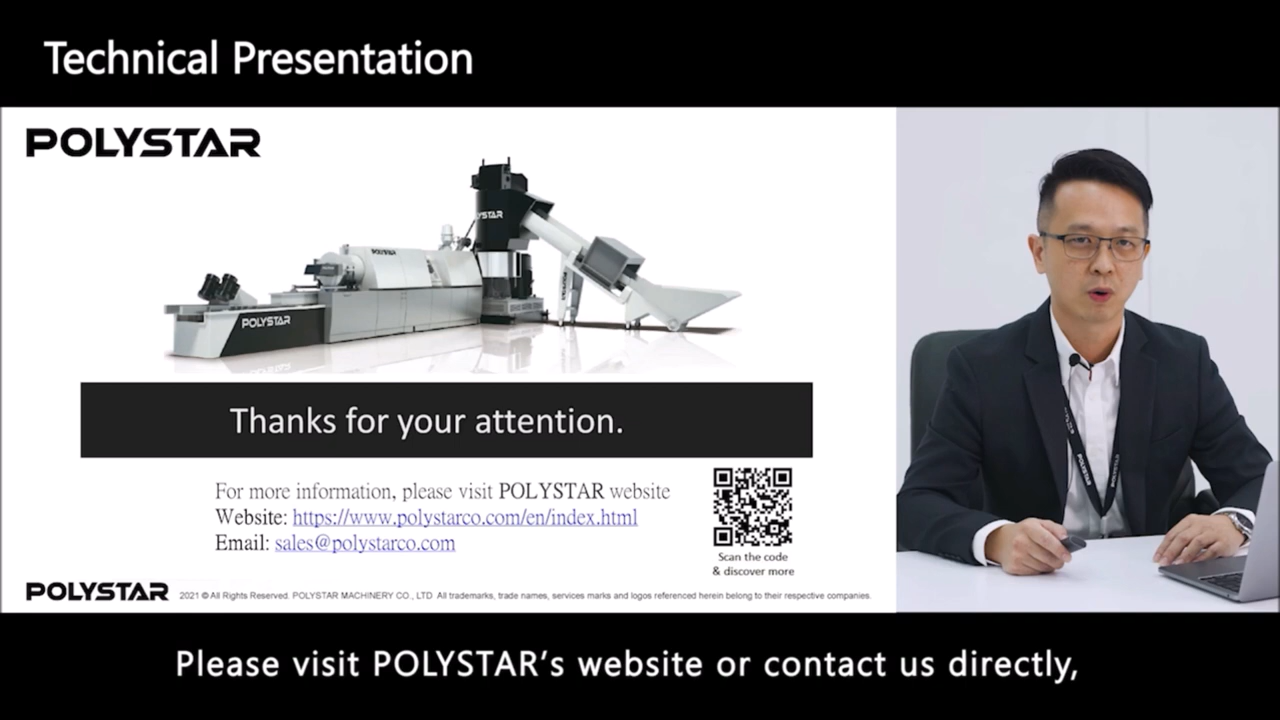 Technical Presentation
POLYSTAR
YSTAR
POLYSTAR
POLYSTAR
Thanks for your attention.
For more information, please visit POLYSTAR website
Website: https://www.polystarco.com/en/index.html
Email: sales@polystarco.com
Scan the code
& discover more
POLYSTAR
POLYSTAR 2021 © All Rights Reserved. POLYSTAR MACHINERY CO., LTD All trademarks, trade names, services marks and logos referenced herein belong to their respective companies.
Please visit POLYSTAR's website or contact us directly,